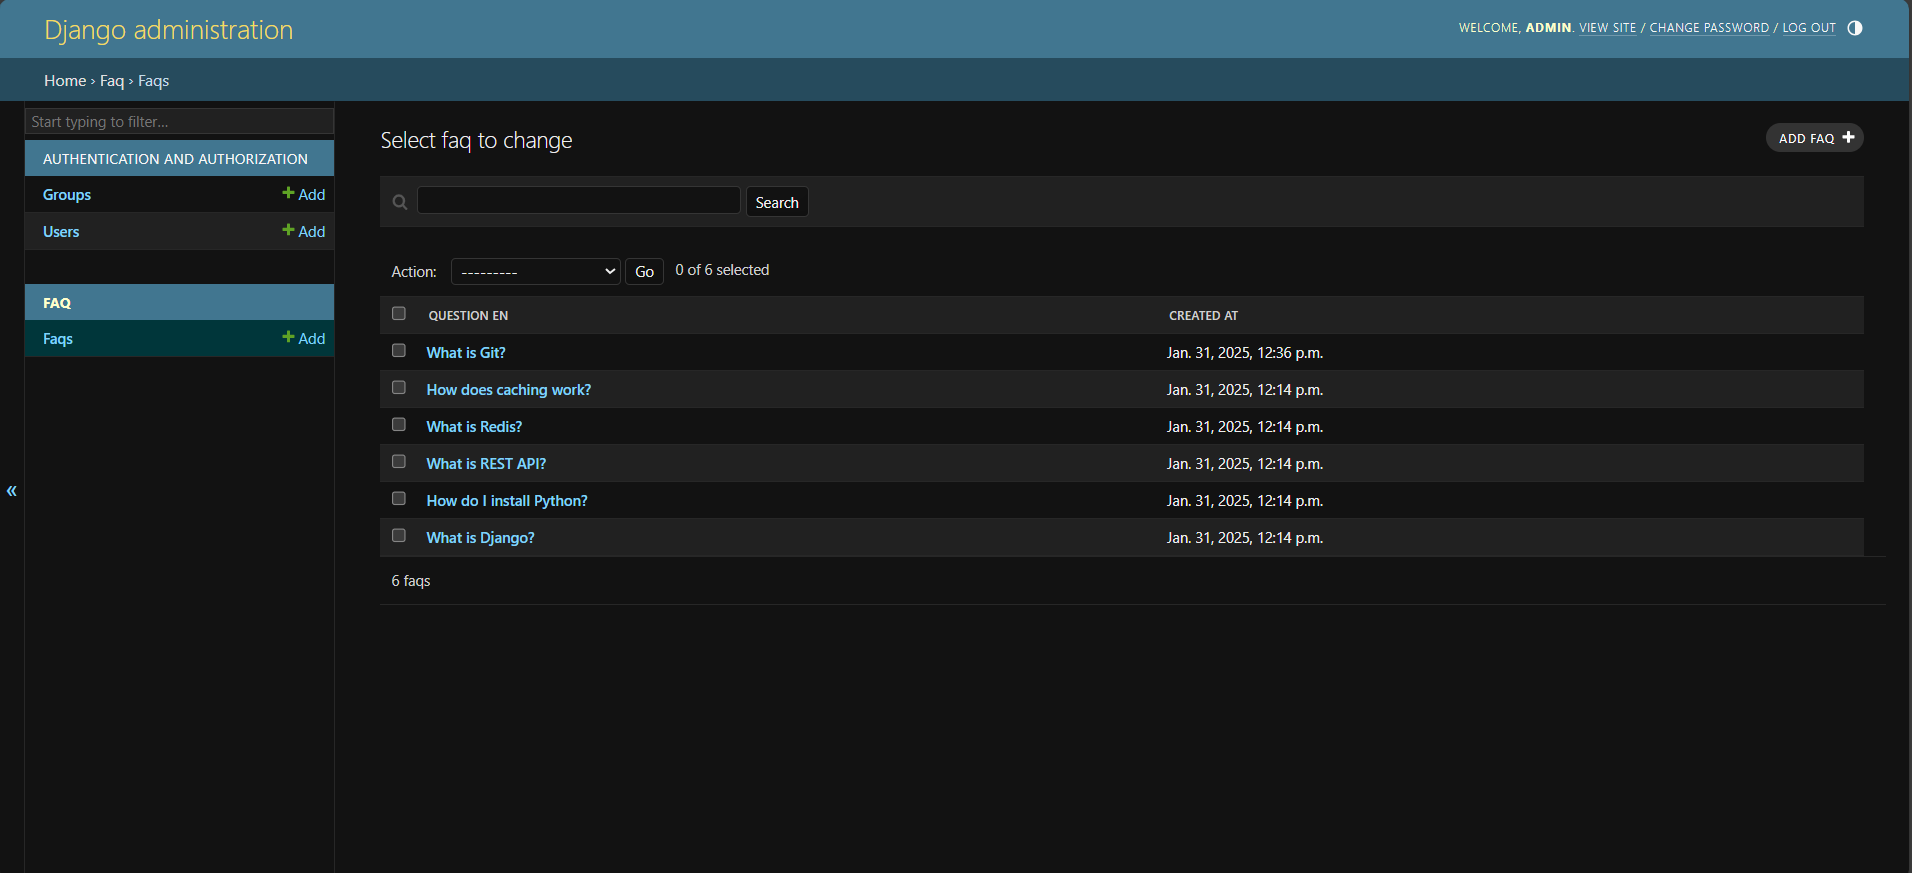 Django administration
WELCOME, ADMIN. VIEW SITE / CHANGE PASSWORD / LOG OUT
Home › Faq › Faqs
Start typing to filter...
AUTHENTICATION AND AUTHORIZATION
Groups + Add
Users + Add
FAQ
Faqs + Add
«
Select faq to change
ADD FAQ +
Search
Action: --------- Go 0 of 6 selected
QUESTION EN CREATED AT
What is Git? Jan. 31, 2025, 12:36 p.m.
How does caching work? Jan. 31, 2025, 12:14 p.m.
What is Redis? Jan. 31, 2025, 12:14 p.m.
What is REST API? Jan. 31, 2025, 12:14 p.m.
How do I install Python? Jan. 31, 2025, 12:14 p.m.
What is Django? Jan. 31, 2025, 12:14 p.m.
6 faqs